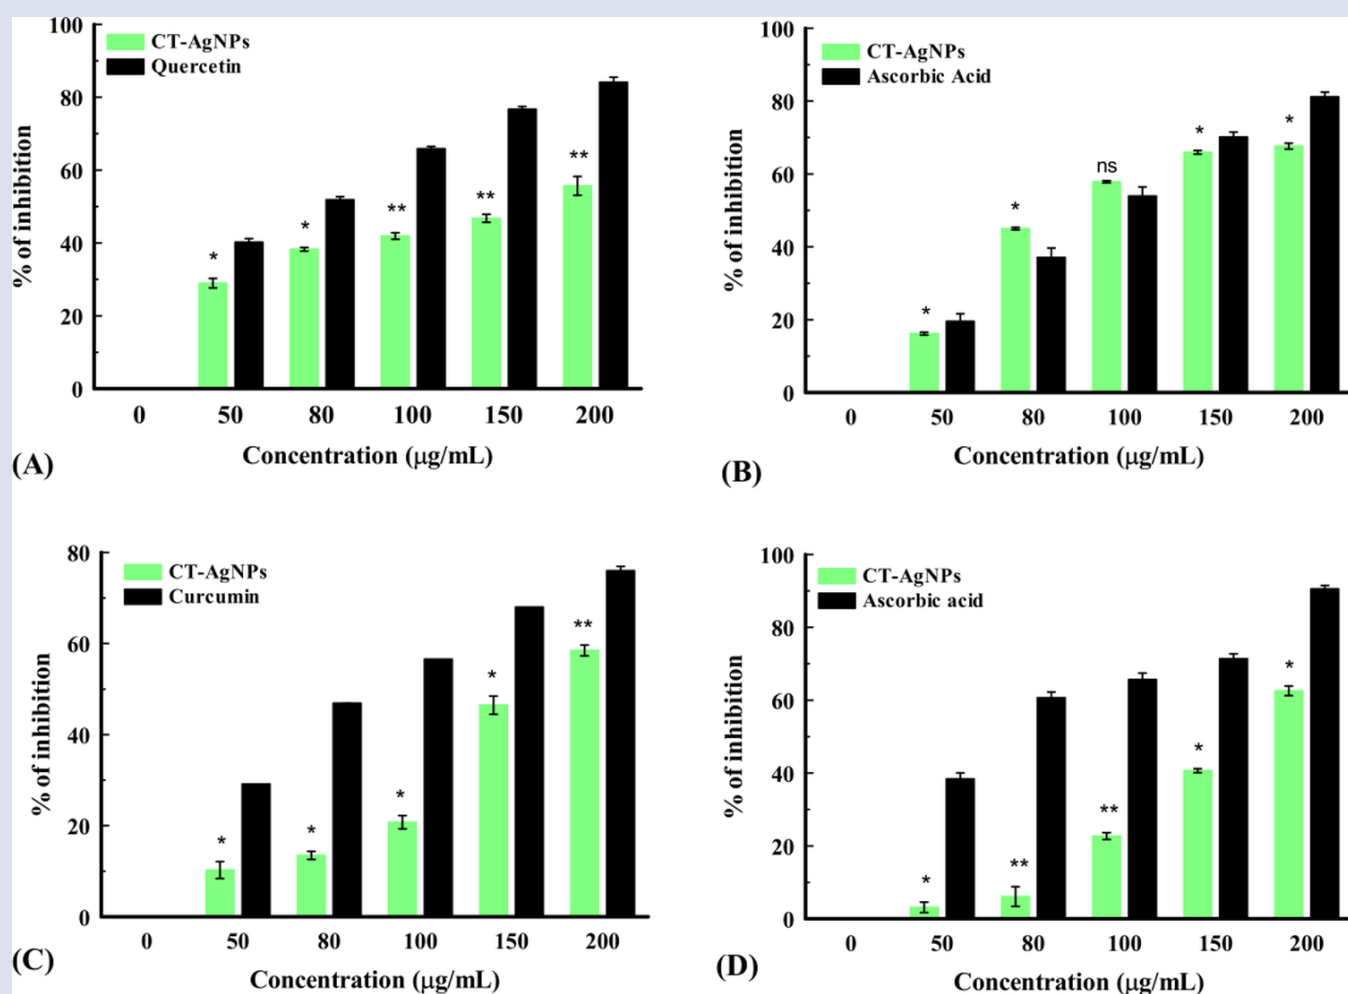 100
80
60
40
20
0
% of inhibition
CT-AgNPs
Quercetin
*
*
**
**
**
0 50 80 100 150 200
Concentration (μg/mL)
(A)
100
80
60
40
20
0
% of inhibition
CT-AgNPs
Ascorbic Acid
*
*
ns
*
*
0 50 80 100 150 200
Concentration (μg/mL)
(B)
80
60
40
20
0
% of inhibition
CT-AgNPs
Curcumin
*
*
*
*
**
0 50 80 100 150 200
Concentration (μg/mL)
(C)
100
80
60
40
20
0
% of inhibition
CT-AgNPs
Ascorbic acid
*
**
**
*
*
0 50 80 100 150 200
Concentration (μg/mL)
(D)